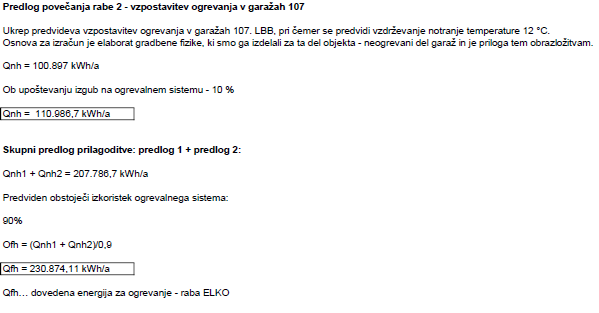 Predlog povečanja rabe 2 - vzpostavitev ogrevanja v garažah 107
Ukrep predvideva vzpostavitev ogrevanja v garažah 107. LBB, pri čemer se predvidi vzdrževanje notranje temperature 12 °C.
Osnova za izračun je elaborat gradbene fizike, ki smo ga izdelali za ta del objekta - neogrevani del garaž in je priloga tem obrazložitvam.
Qnh = 100.897 kWh/a
Ob upoštevanju izgub na ogrevalnem sistemu - 10 %
Qnh = 110.986,7 kWh/a
Skupni predlog prilagoditve: predlog 1 + predlog 2:
Qnh1 + Qnh2 = 207.786,7 kWh/a
Predviden obstoječi izkoristek ogrevalnega sistema:
90%
Qfh = (Qnh1 + Qnh2)/0,9
Qfh = 230.874,11 kWh/a
Qfh... dovedena energija za ogrevanje - raba ELKO